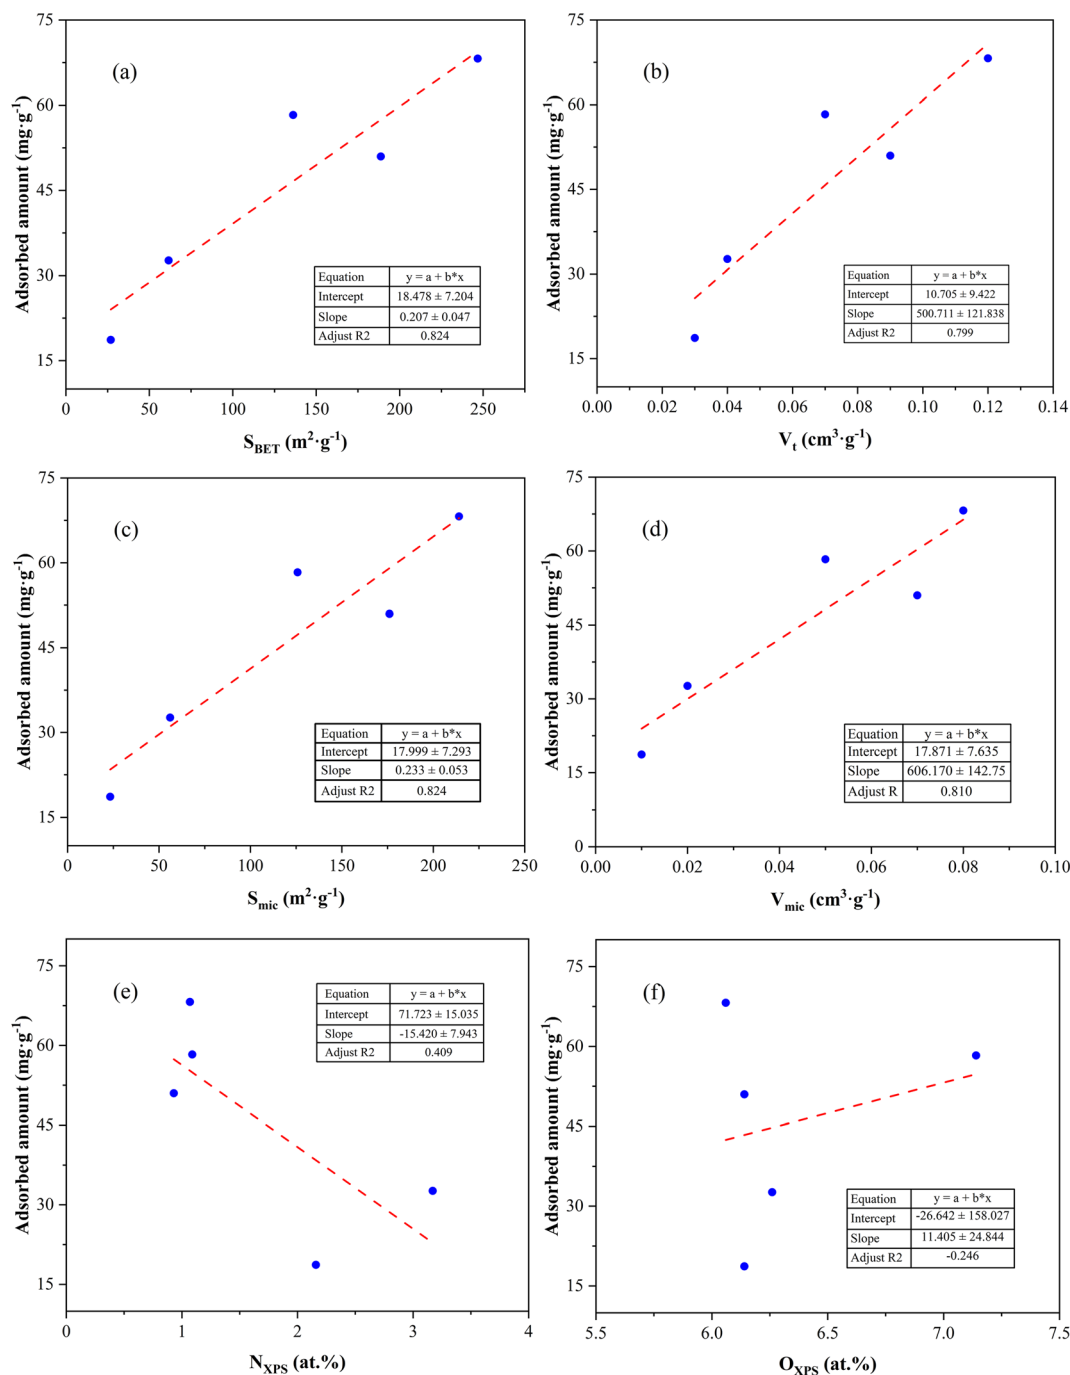 (a)
Adsorbed amount (mg·g⁻¹)
75
60
45
30
15
Equation y = a + b*x
Intercept 18.478 ± 7.204
Slope 0.207 ± 0.047
Adjust R2 0.824
0 50 100 150 200 250
S_BET (m²·g⁻¹)
(b)
Adsorbed amount (mg·g⁻¹)
75
60
45
30
15
Equation y = a + b*x
Intercept 10.705 ± 9.422
Slope 500.711 ± 121.838
Adjust R2 0.799
0.00 0.02 0.04 0.06 0.08 0.10 0.12 0.14
V_t (cm³·g⁻¹)
(c)
Adsorbed amount (mg·g⁻¹)
75
60
45
30
15
Equation y = a + b*x
Intercept 17.999 ± 7.293
Slope 0.233 ± 0.053
Adjust R2 0.824
0 50 100 150 200 250
S_mic (m²·g⁻¹)
(d)
Adsorbed amount (mg·g⁻¹)
75
60
45
30
15
0
Equation y = a + b*x
Intercept 17.871 ± 7.635
Slope 606.170 ± 142.75
Adjust R 0.810
0.00 0.02 0.04 0.06 0.08 0.10
V_mic (cm³·g⁻¹)
(e)
Adsorbed amount (mg·g⁻¹)
75
60
45
30
15
Equation y = a + b*x
Intercept 71.723 ± 15.035
Slope -15.420 ± 7.943
Adjust R2 0.409
0 1 2 3 4
N_XPS (at.%)
(f)
Adsorbed amount (mg·g⁻¹)
75
60
45
30
15
Equation y = a + b*x
Intercept -26.642 ± 158.027
Slope 11.405 ± 24.844
Adjust R2 -0.246
5.5 6.0 6.5 7.0 7.5
O_XPS (at.%)